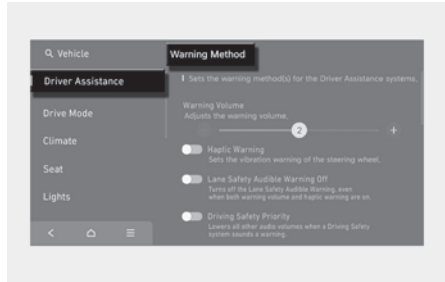 Vehicle
Warning Method
Driver Assistance
Sets the warning method(s) for the Driver Assistance systems.
Drive Mode
Warning Volume
Adjusts the warning volume.
2
Climate
Haptic Warning
Sets the vibration warning of the steering wheel.
Seat
Lane Safety Audible Warning Off
Turns off the Lane Safety Audible Warning, even
when both warning volume and haptic warning are on.
Lights
Driving Safety Priority
Lowers all other audio volumes when a Driving Safety
system sounds a warning.